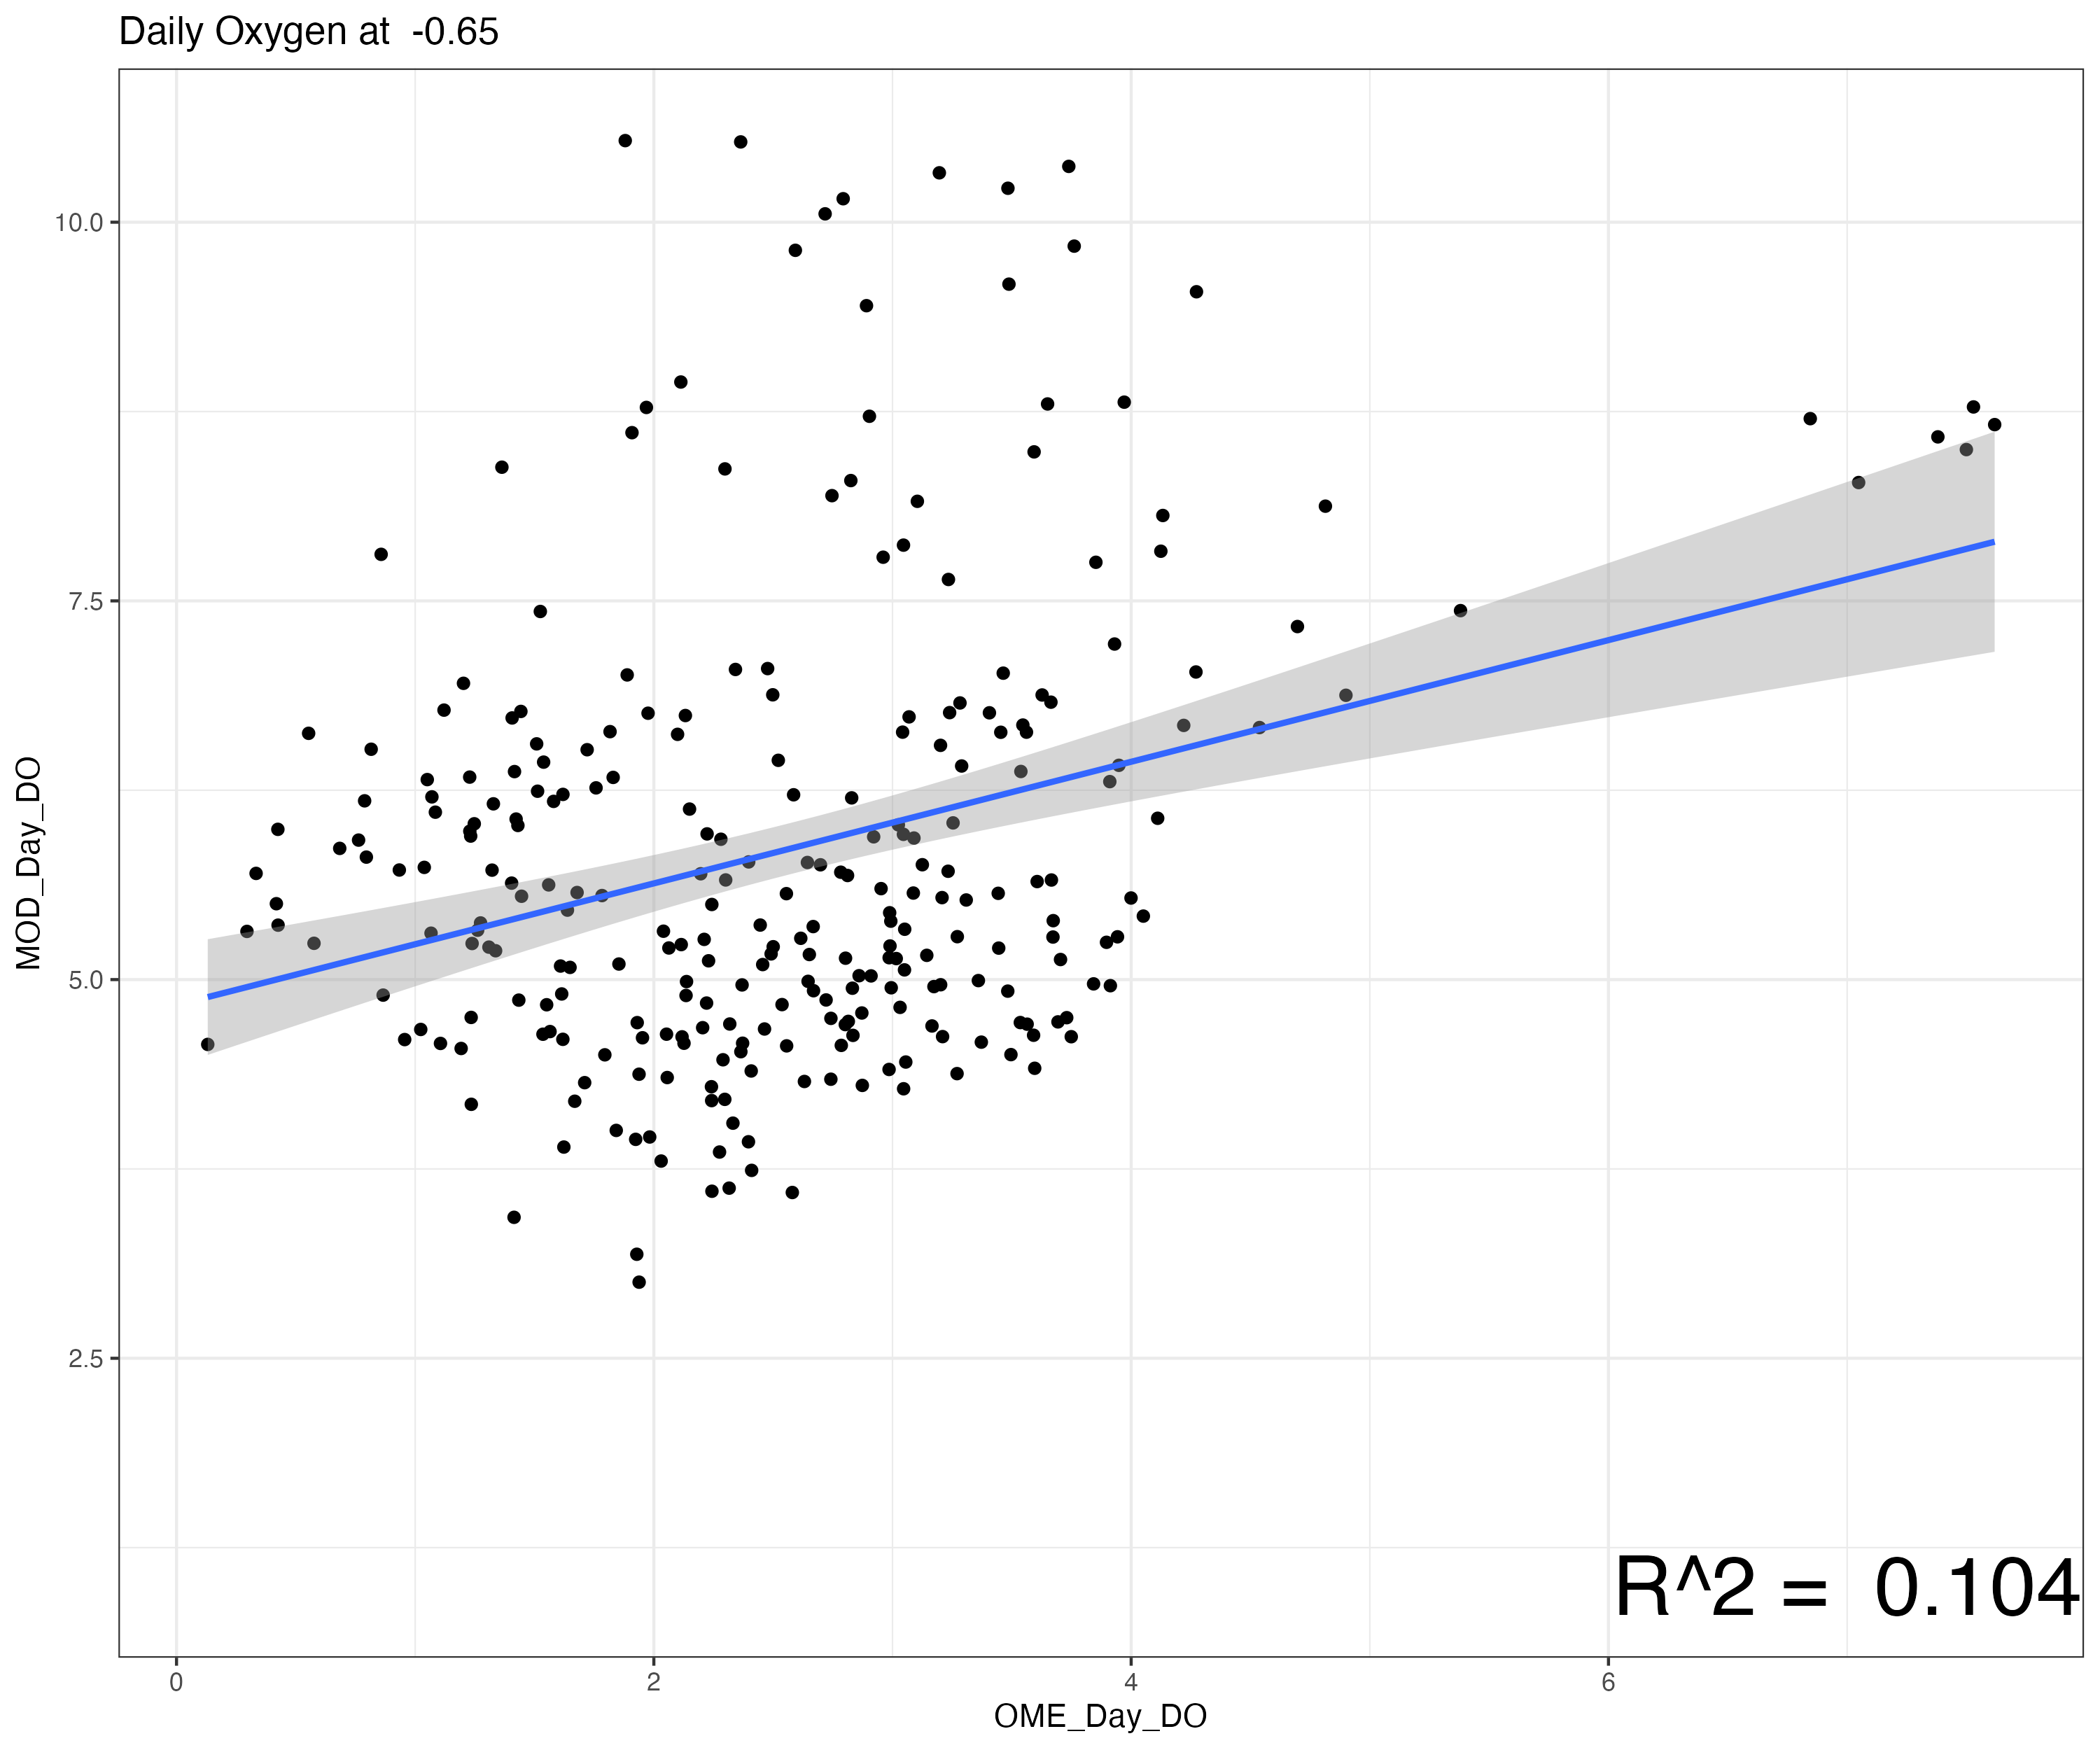 Daily Oxygen at  -0.65
MOD_Day_DO
10.0
7.5
5.0
2.5
R^2 =  0.104
0
2
4
6
OME_Day_DO